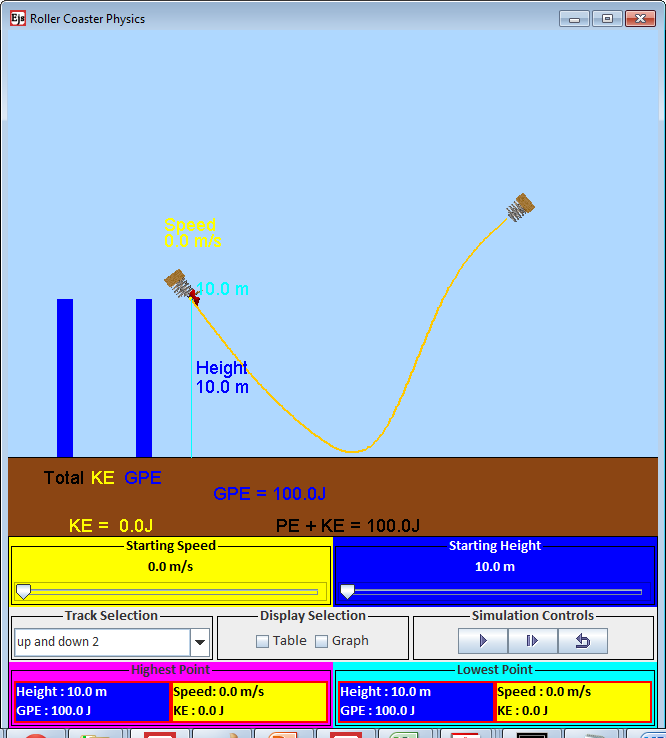 Ejs Roller Coaster Physics
Speed
0.0 m/s
10.0 m
Height
10.0 m
Total KE GPE
GPE = 100.0J
KE = 0.0J
PE + KE = 100.0J
Starting Speed
0.0 m/s
Starting Height
10.0 m
Track Selection
up and down 2
Display Selection
Table Graph
Simulation Controls
Highest Point
Height : 10.0 m
GPE : 100.0 J
Speed: 0.0 m/s
KE : 0.0 J
Lowest Point
Height : 10.0 m
GPE : 100.0 J
Speed : 0.0 m/s
KE : 0.0 J